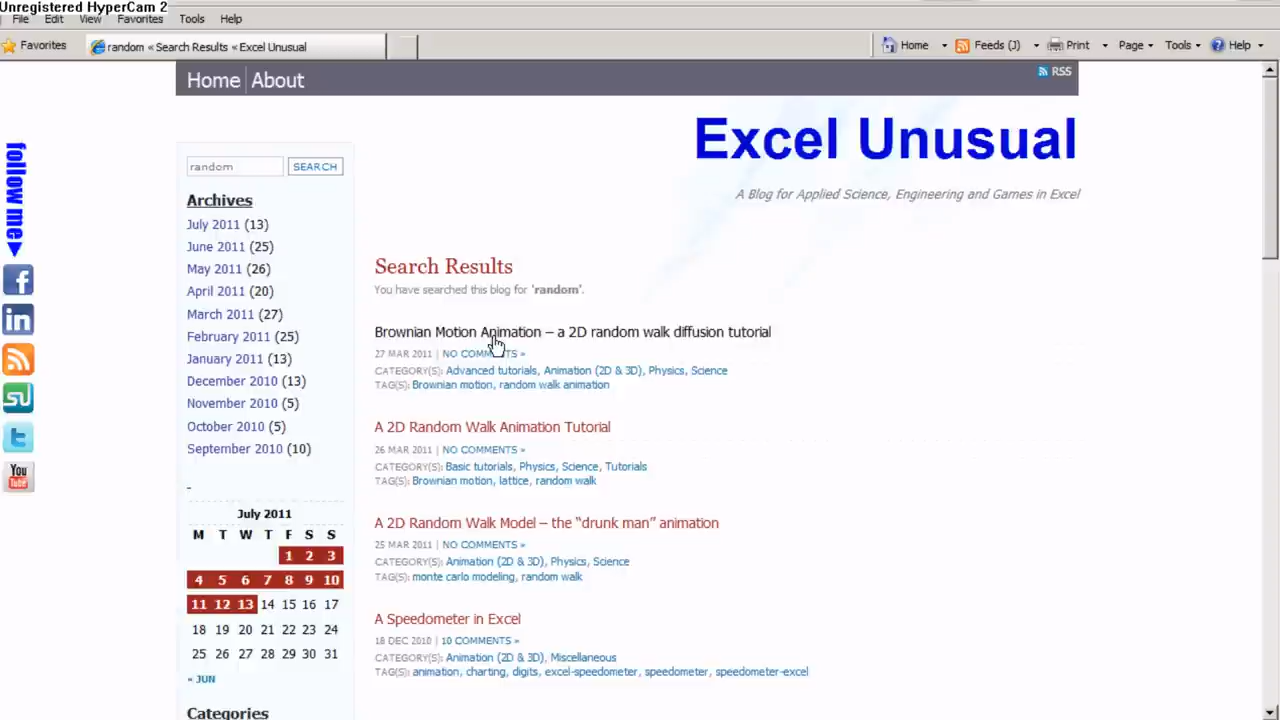 Unregistered HyperCam 2
File Edit View Favorites Tools Help
Favorites random « Search Results « Excel Unusual Home Feeds (J) Print Page Tools Help
Home About RSS
Excel Unusual
A Blog for Applied Science, Engineering and Games in Excel
follow me
random SEARCH
Archives
July 2011 (13)
June 2011 (25)
May 2011 (26)
April 2011 (20)
March 2011 (27)
February 2011 (25)
January 2011 (13)
December 2010 (13)
November 2010 (5)
October 2010 (5)
September 2010 (10)
-
July 2011
M T W T F S S
1 2 3
4 5 6 7 8 9 10
11 12 13 14 15 16 17
18 19 20 21 22 23 24
25 26 27 28 29 30 31
« JUN
Categories
in
su
t
You Tube
Search Results
You have searched this blog for 'random'.
Brownian Motion Animation – a 2D random walk diffusion tutorial
27 MAR 2011 | NO COMMENTS »
CATEGORY(S): Advanced tutorials, Animation (2D & 3D), Physics, Science
TAG(S): Brownian motion, random walk animation
A 2D Random Walk Animation Tutorial
26 MAR 2011 | NO COMMENTS »
CATEGORY(S): Basic tutorials, Physics, Science, Tutorials
TAG(S): Brownian motion, lattice, random walk
A 2D Random Walk Model – the “drunk man” animation
25 MAR 2011 | NO COMMENTS »
CATEGORY(S): Animation (2D & 3D), Physics, Science
TAG(S): monte carlo modeling, random walk
A Speedometer in Excel
18 DEC 2010 | 10 COMMENTS »
CATEGORY(S): Animation (2D & 3D), Miscellaneous
TAG(S): animation, charting, digits, excel-speedometer, speedometer, speedometer-excel